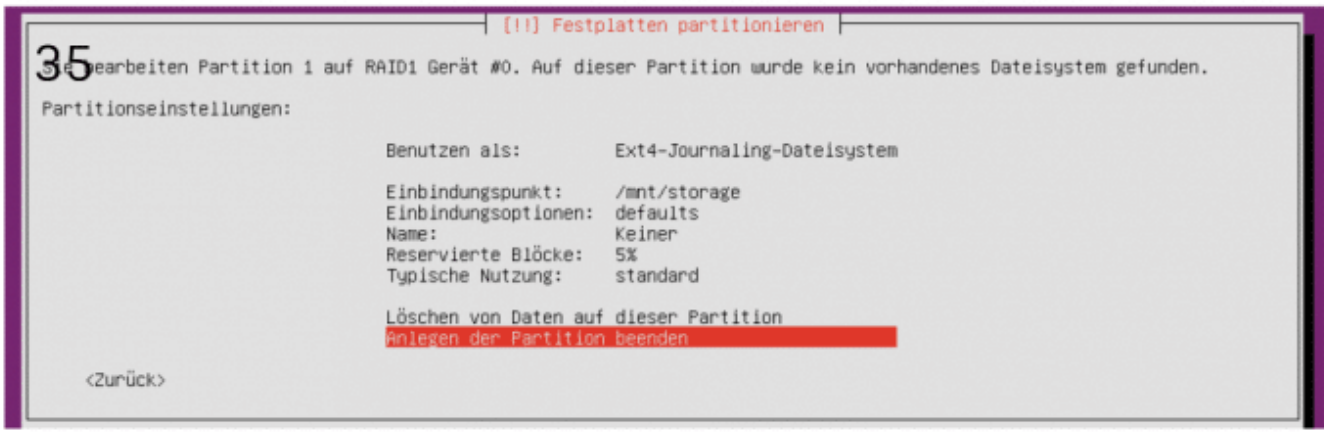 [!!] Festplatten partitionieren
35
bearbeiten Partition 1 auf RAID1 Gerät #0. Auf dieser Partition wurde kein vorhandenes Dateisystem gefunden.
Partitionseinstellungen:
Benutzen als: Ext4-Journaling-Dateisystem
Einbindungspunkt: /mnt/storage
Einbindungsoptionen: defaults
Name: Keiner
Reservierte Blöcke: 5%
Typische Nutzung: standard
Löschen von Daten auf dieser Partition
Anlegen der Partition beenden
<Zurück>